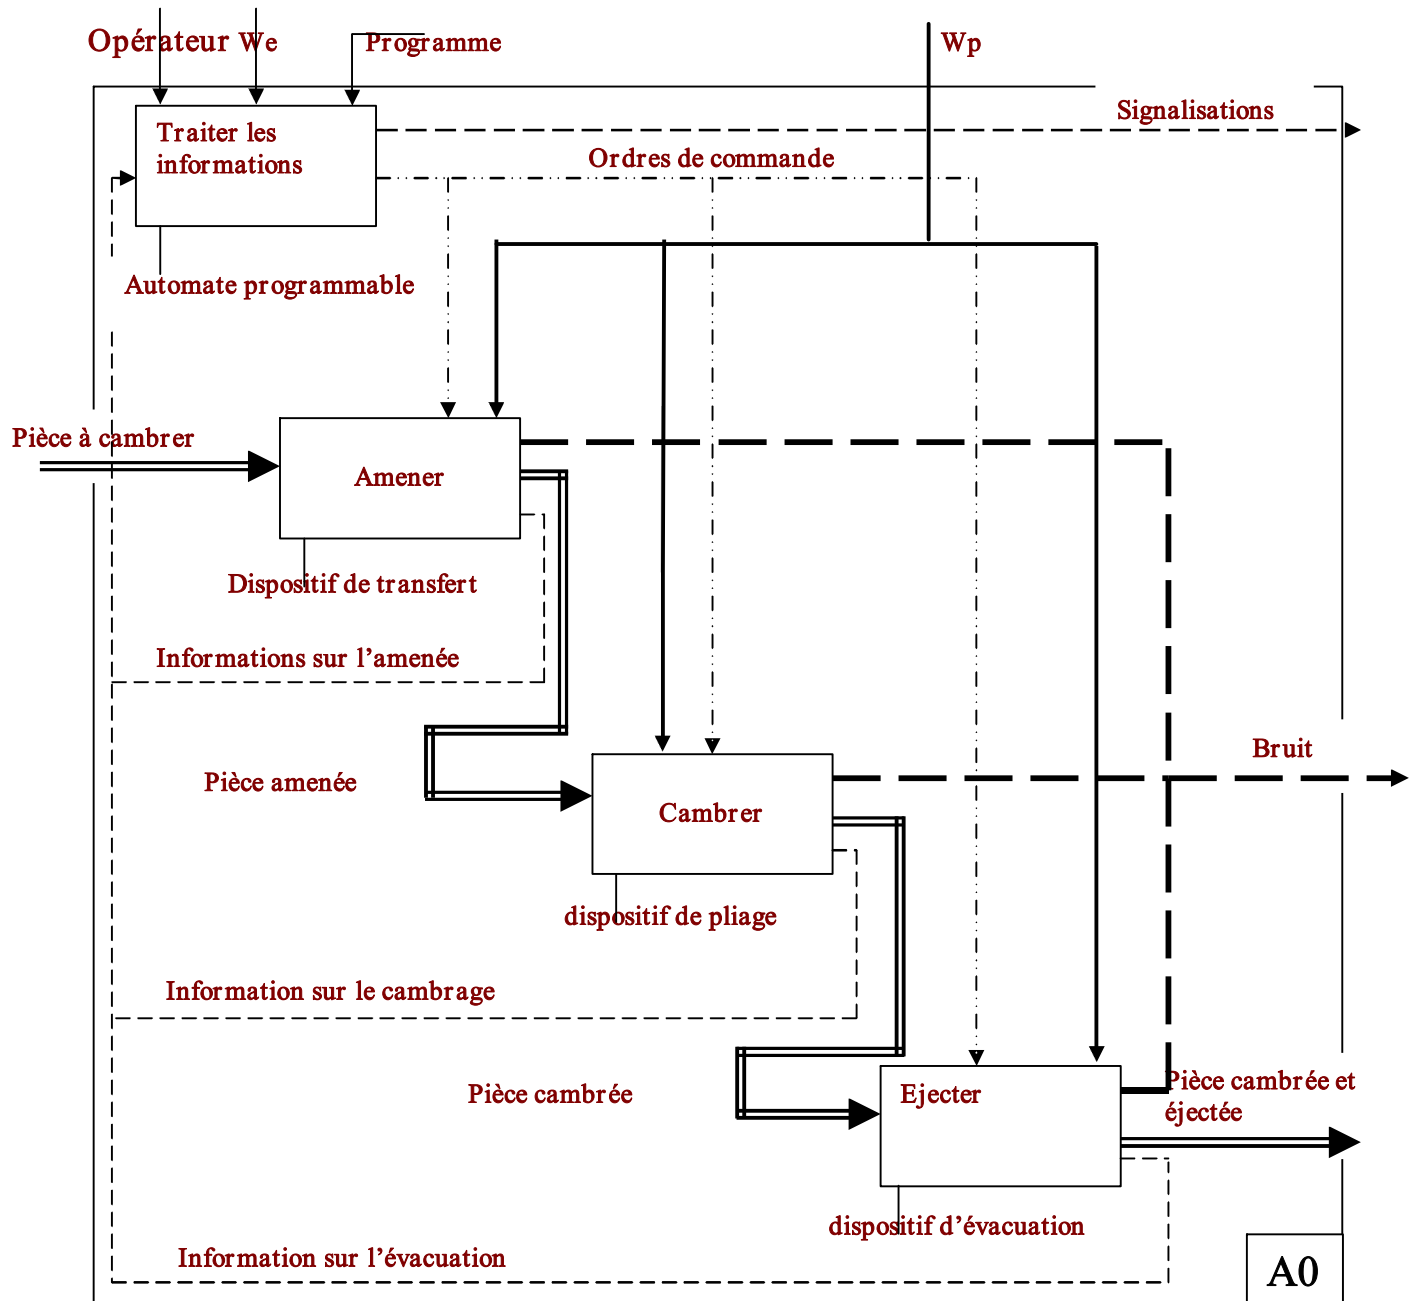 Opérateur We
Programme
Wp
Signalisations
Traiter les
informations
Ordres de commande
Automate programmable
Pièce à cambrer
Amener
Dispositif de transfert
Informations sur l’amenée
Bruit
Pièce amenée
Cambrer
dispositif de pliage
Information sur le cambrage
Pièce cambrée
Ejecter
Pièce cambrée et
éjectée
dispositif d’évacuation
Information sur l’évacuation
A0